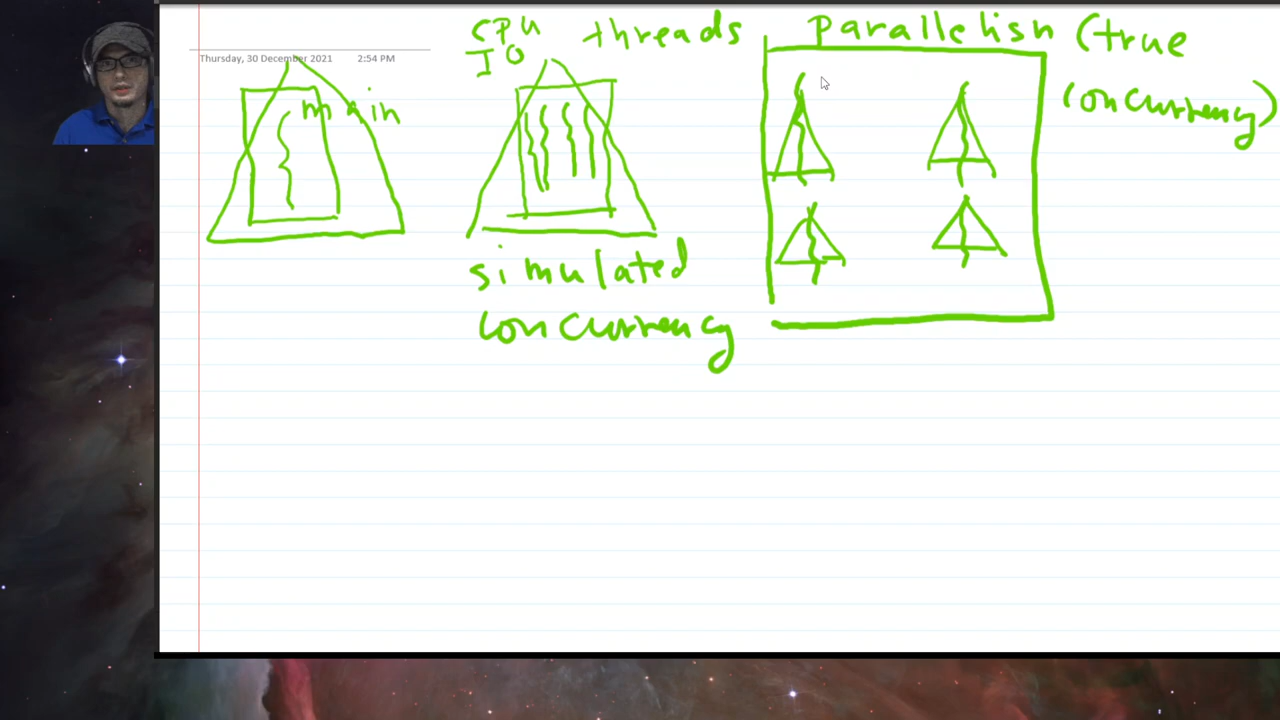 CPU
IO
threads
parallelism (true
concurrency)
Thursday, 30 December 2021 2:54 PM
main
simulated
concurrency